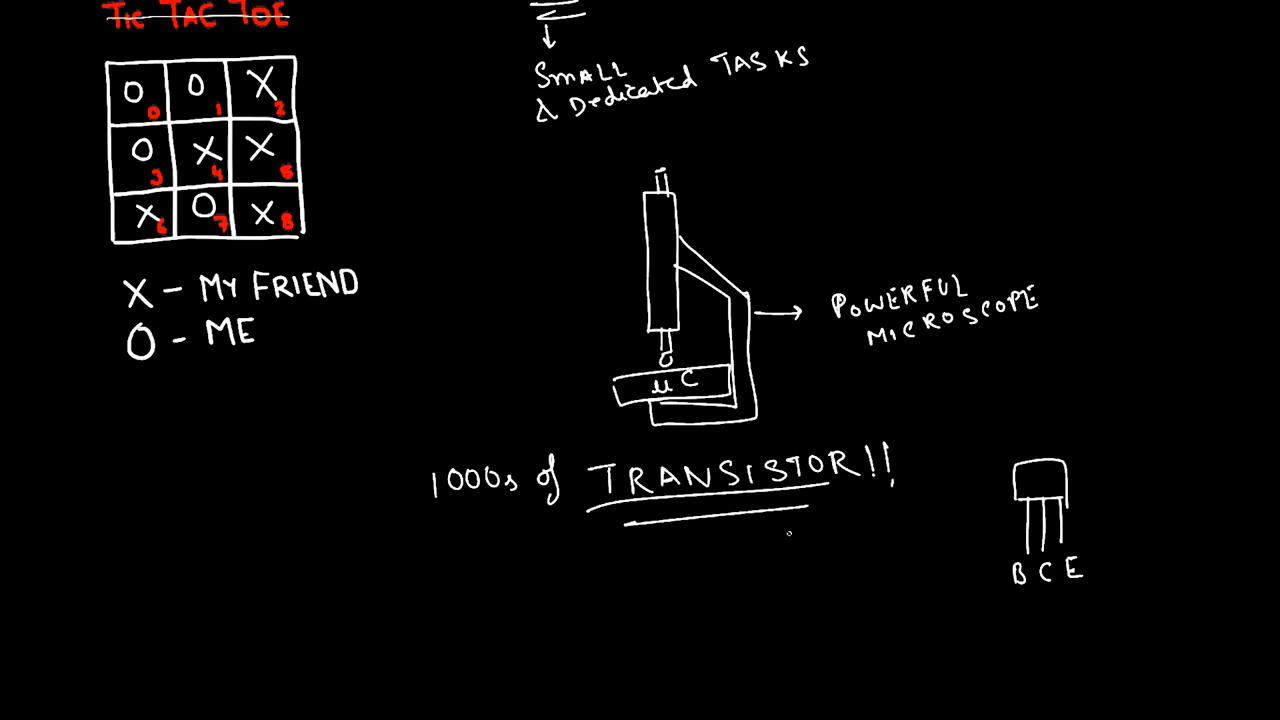 TIC TAC TOE
O O X
0 1 2
O X X
3 4 5
X O X
6 7 8
X - MY FRIEND
O - ME
SMALL
& Dedicated TASKS
POWERFUL
MICROSCOPE
μC
1000s of TRANSISTOR!!
B C E